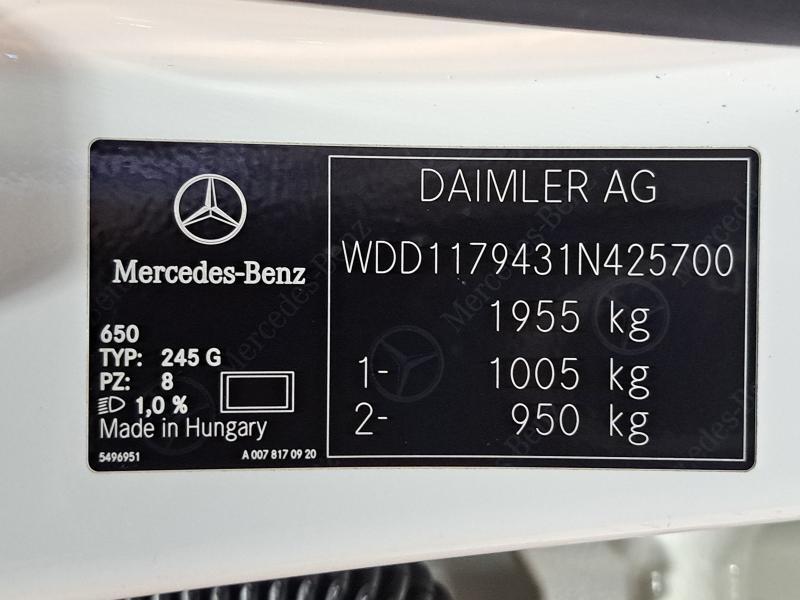 Mercedes-Benz
650
TYP: 245 G
PZ: 8
1,0 %
Made in Hungary
5496951 A 007 817 09 20
DAIMLER AG
WDD1179431N425700
1955 kg
1- 1005 kg
2- 950 kg